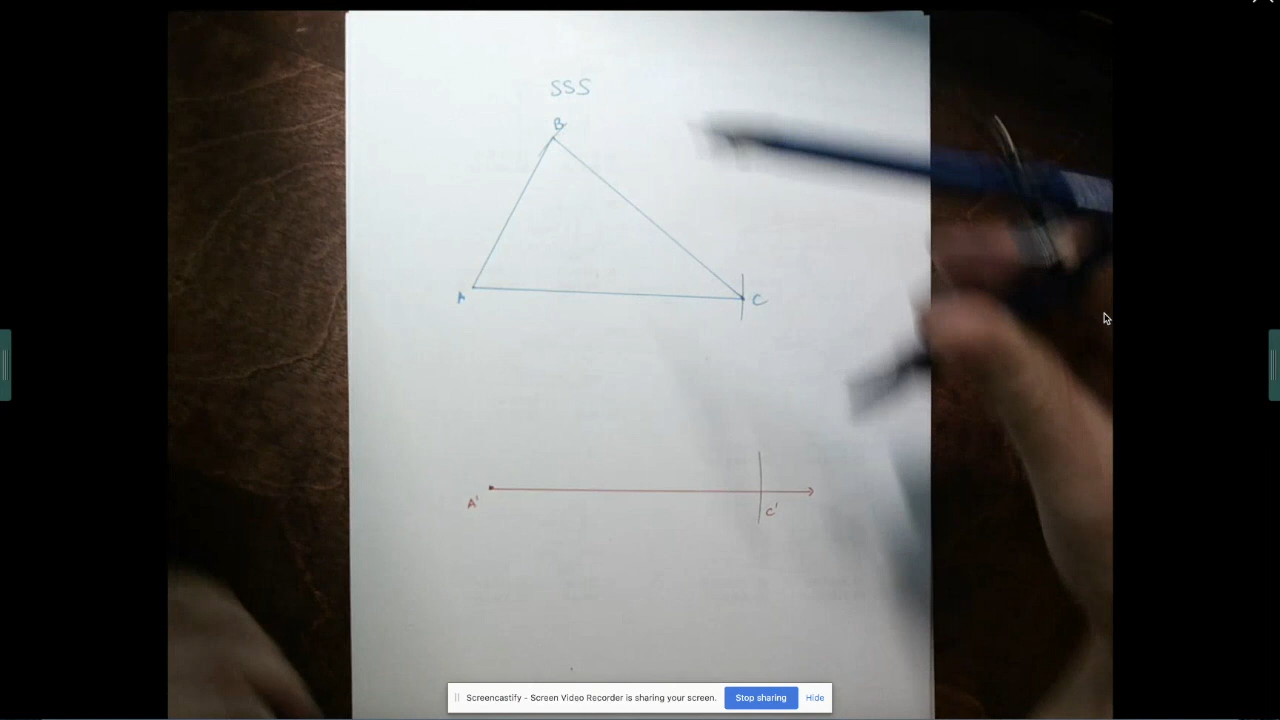 SSS
B
A
C
A'
C'
Screencastify - Screen Video Recorder is sharing your screen. Stop sharing Hide